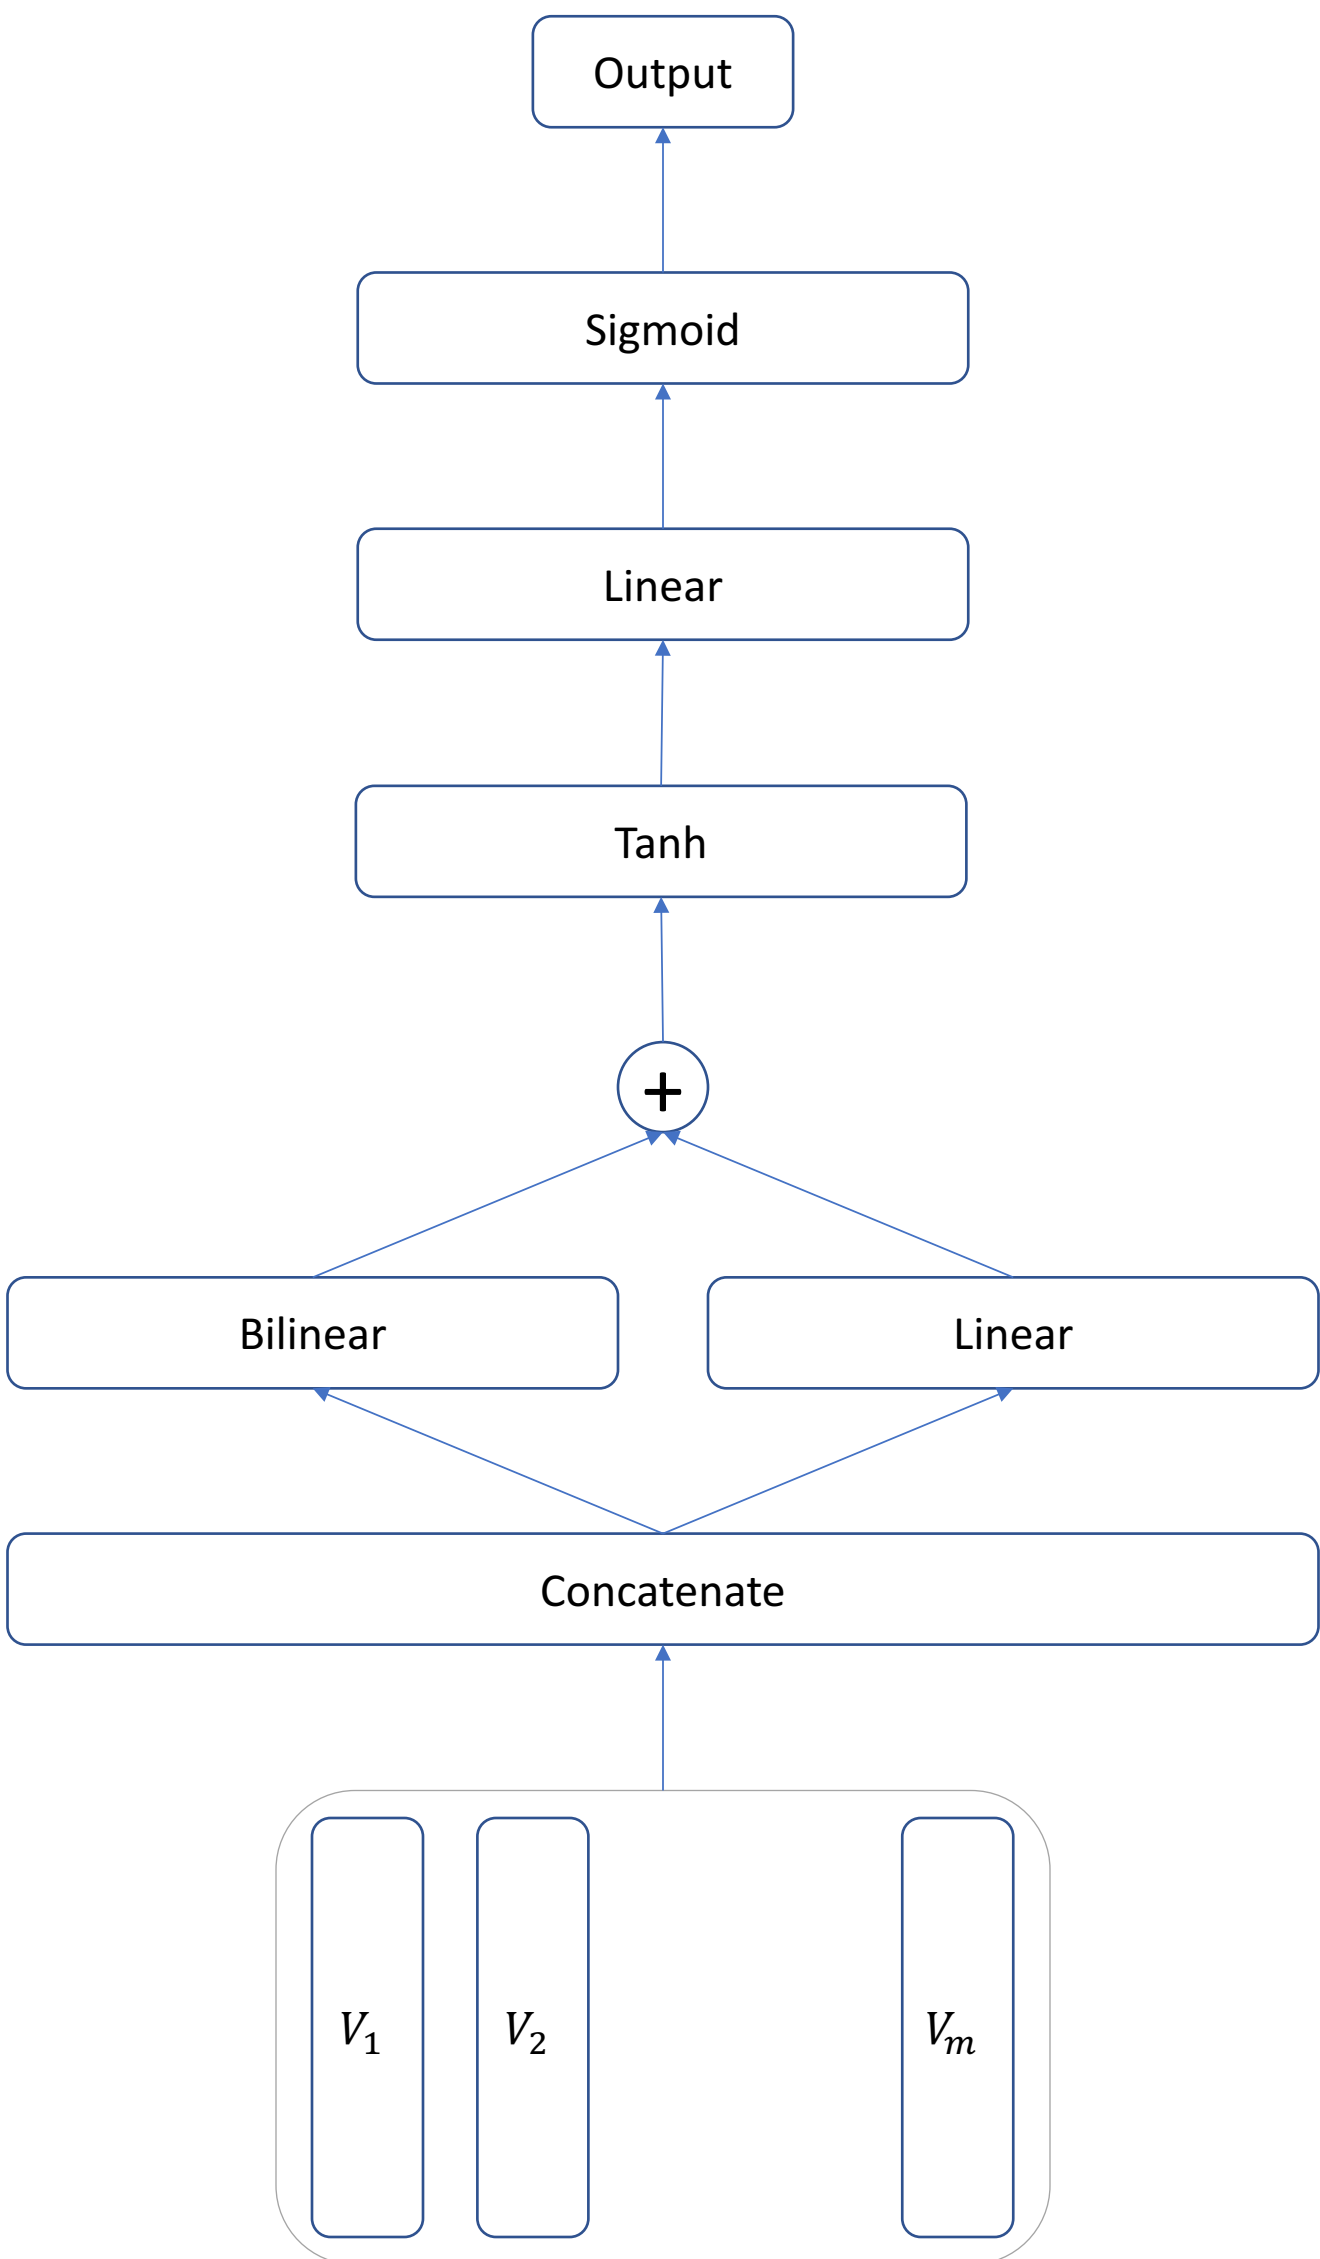 Output
Sigmoid
Linear
Tanh
+
Bilinear Linear
Concatenate
V₁ V₂ Vₘ